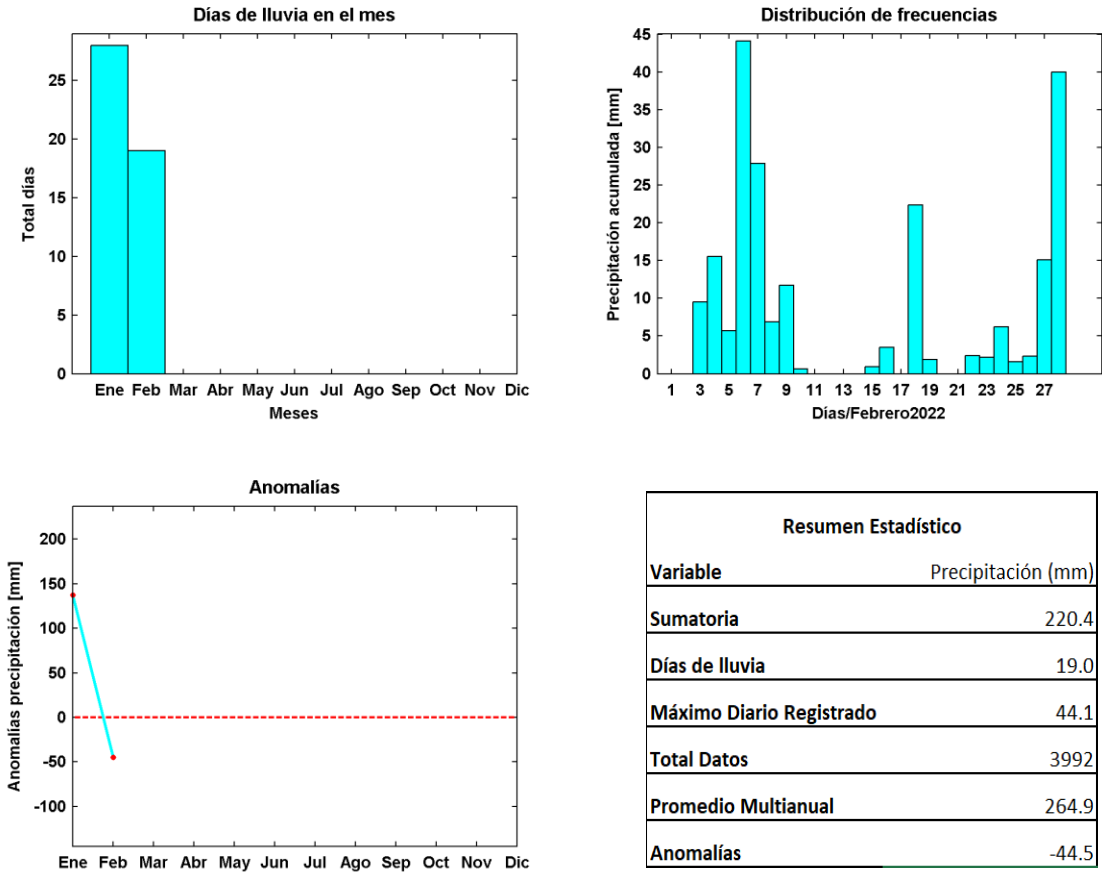 Días de lluvia en el mes
Total días
25
20
15
10
5
0
Ene Feb Mar Abr May Jun Jul Ago Sep Oct Nov Dic
Meses
Distribución de frecuencias
Precipitación acumulada [mm]
45
40
35
30
25
20
15
10
5
0
1 3 5 7 9 11 13 15 17 19 21 23 25 27
Días/Febrero2022
Anomalías
Anomalías precipitación [mm]
200
150
100
50
0
-50
-100
Ene Feb Mar Abr May Jun Jul Ago Sep Oct Nov Dic
Resumen Estadístico
Variable Precipitación (mm)
Sumatoria 220.4
Días de lluvia 19.0
Máximo Diario Registrado 44.1
Total Datos 3992
Promedio Multianual 264.9
Anomalías -44.5